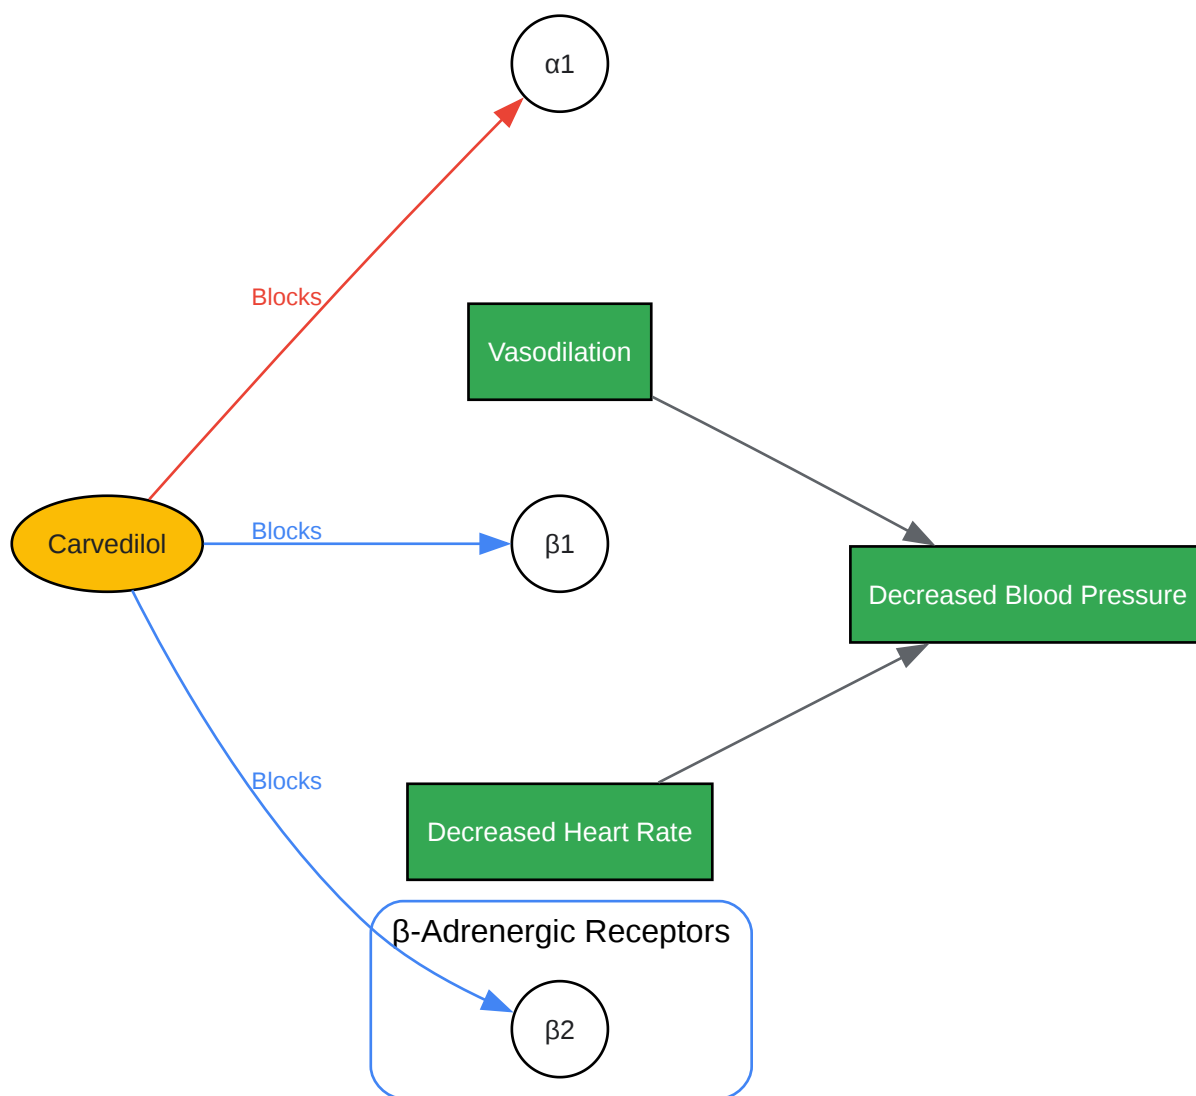 α1
Blocks
Vasodilation
Carvedilol
Blocks
β1
Decreased Blood Pressure
Blocks
Decreased Heart Rate
β-Adrenergic Receptors
β2